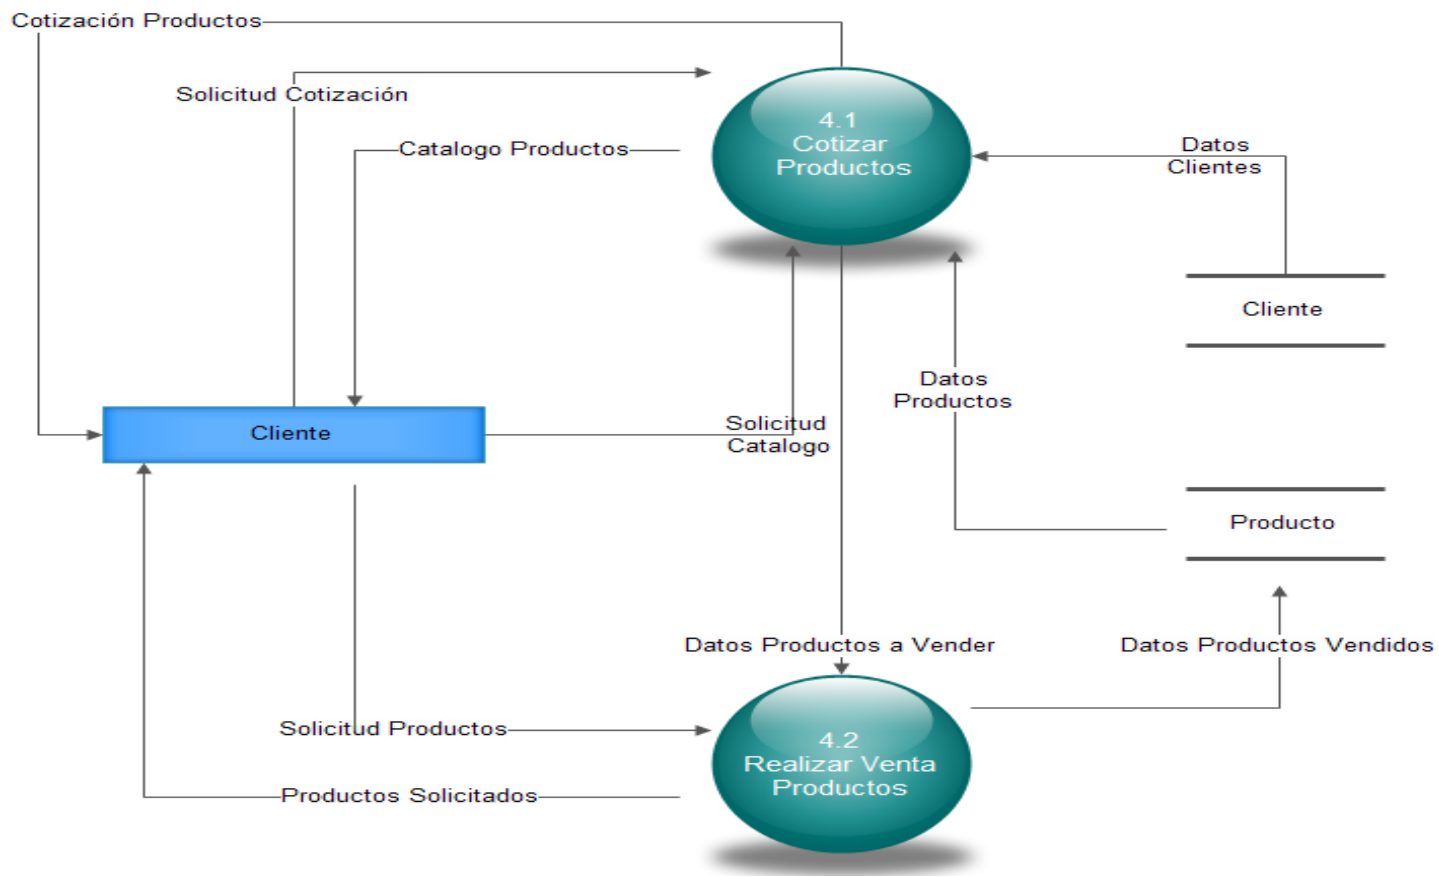 Cotización Productos
Solicitud Cotización
4.1
Cotizar
Productos
Catalogo Productos
Datos
Clientes
Cliente
Datos
Productos
Cliente
Solicitud
Catalogo
Producto
Datos Productos a Vender
Datos Productos Vendidos
Solicitud Productos
4.2
Realizar Venta
Productos
Productos Solicitados